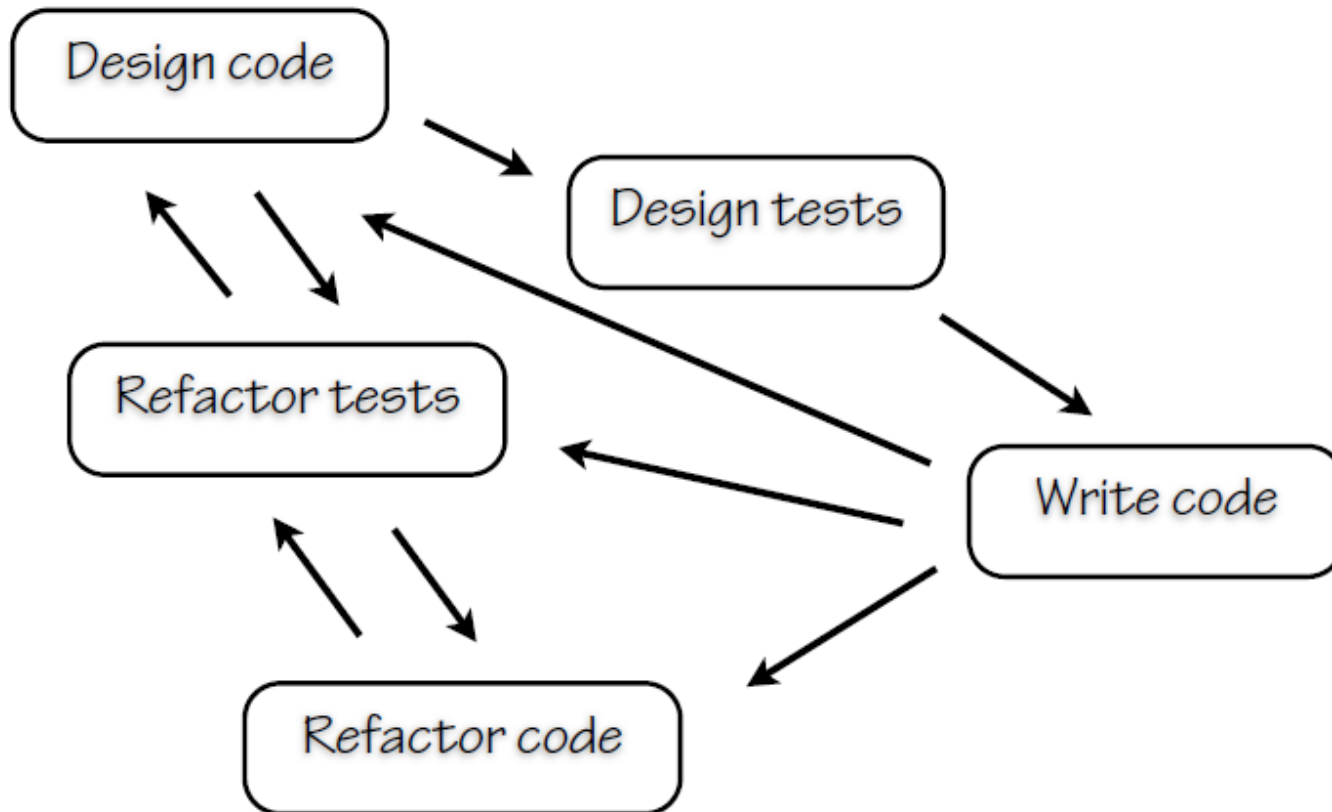 Design code
Design tests
Refactor tests
Write code
Refactor code